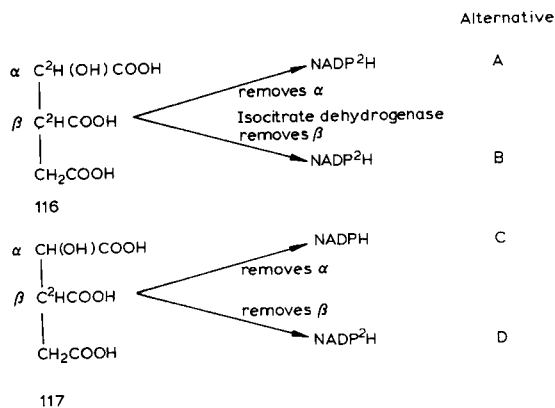 Alternative
α C²H(OH)COOH
NADP²H A
removes α
β C²HCOOH
Isocitrate dehydrogenase
removes β
NADP²H B
CH₂COOH
116
α CH(OH)COOH
NADPH C
removes α
β C²HCOOH
removes β
NADP²H D
CH₂COOH
117